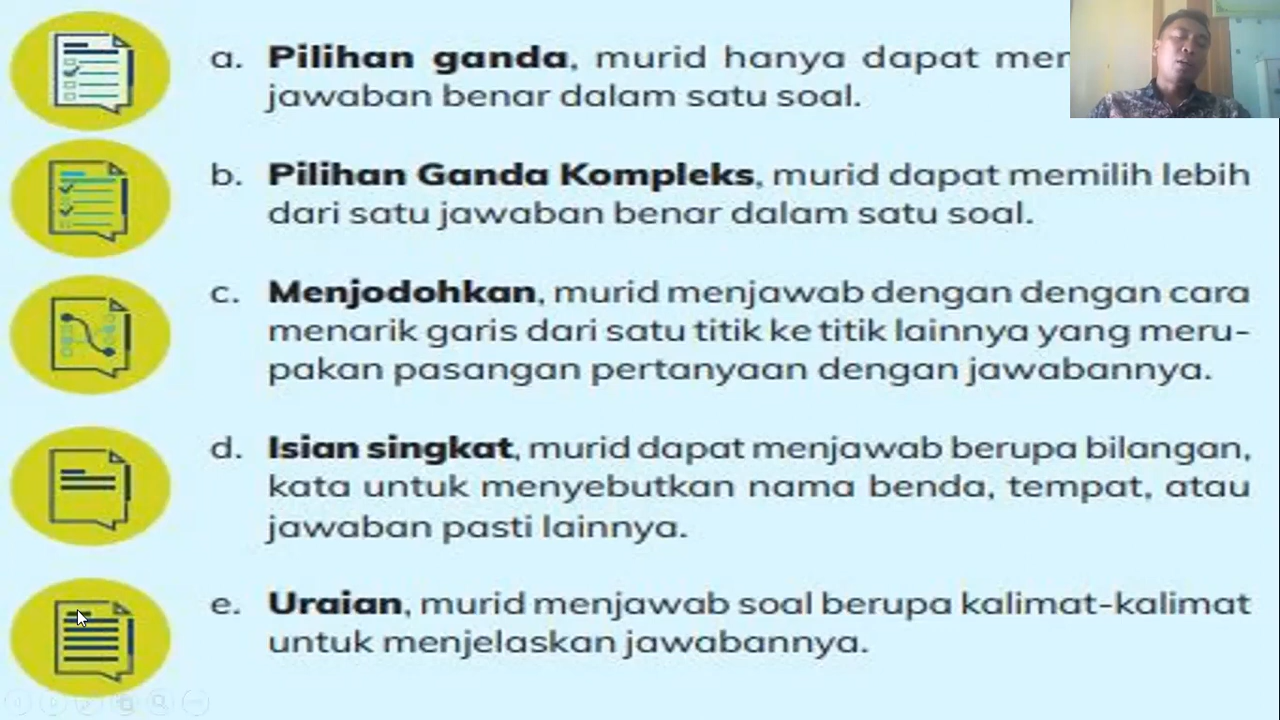 a. Pilihan ganda, murid hanya dapat
jawaban benar dalam satu soal.
b. Pilihan Ganda Kompleks, murid dapat memilih lebih
dari satu jawaban benar dalam satu soal.
c. Menjodohkan, murid menjawab dengan dengan cara
menarik garis dari satu titik ke titik lainnya yang meru-
pakan pasangan pertanyaan dengan jawabannya.
d. Isian singkat, murid dapat menjawab berupa bilangan,
kata untuk menyebutkan nama benda, tempat, atau
jawaban pasti lainnya.
e. Uraian, murid menjawab soal berupa kalimat-kalimat
untuk menjelaskan jawabannya.